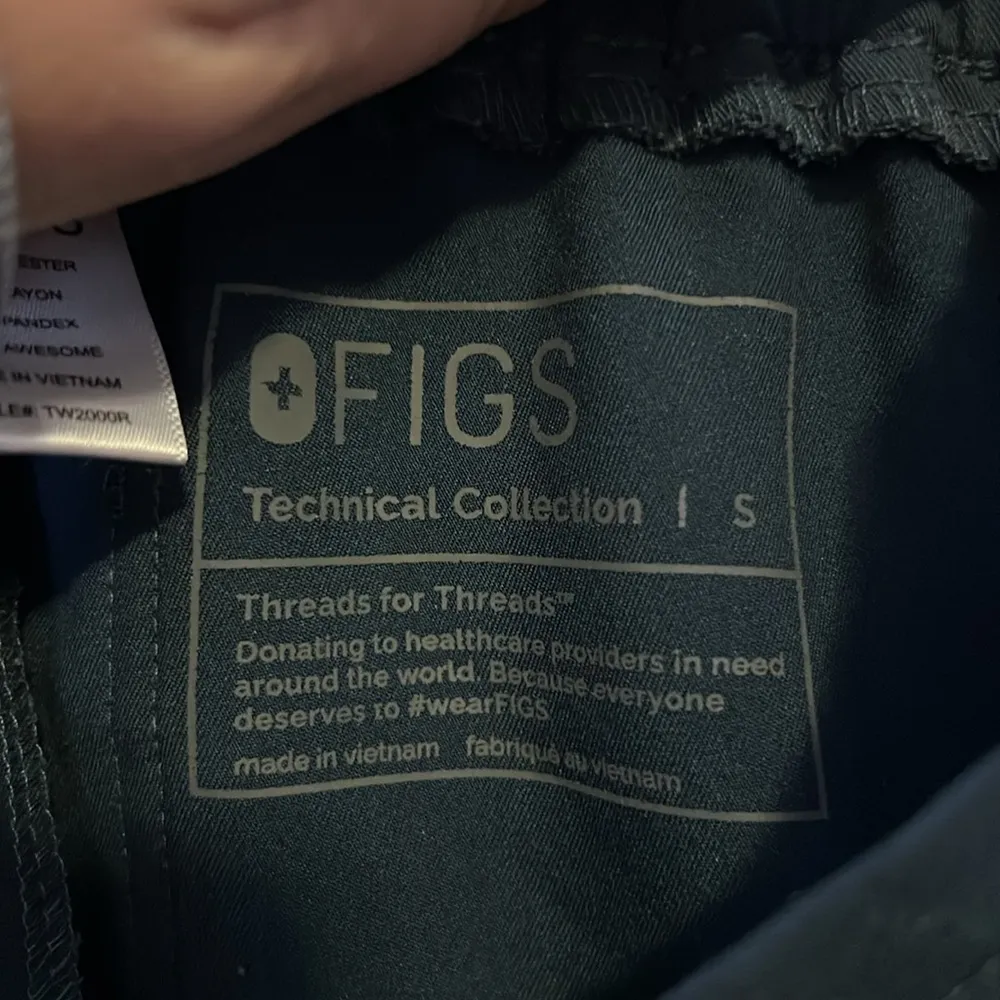 ESTER
AYON
PANDEX
AWESOME
IN VIETNAM
LE#: TW2000R
FIGS
Technical Collection | S
Threads for Threads™
Donating to healthcare providers in need
around the world. Because everyone
deserves to #wearFIGS
made in vietnam fabriqué au vietnam